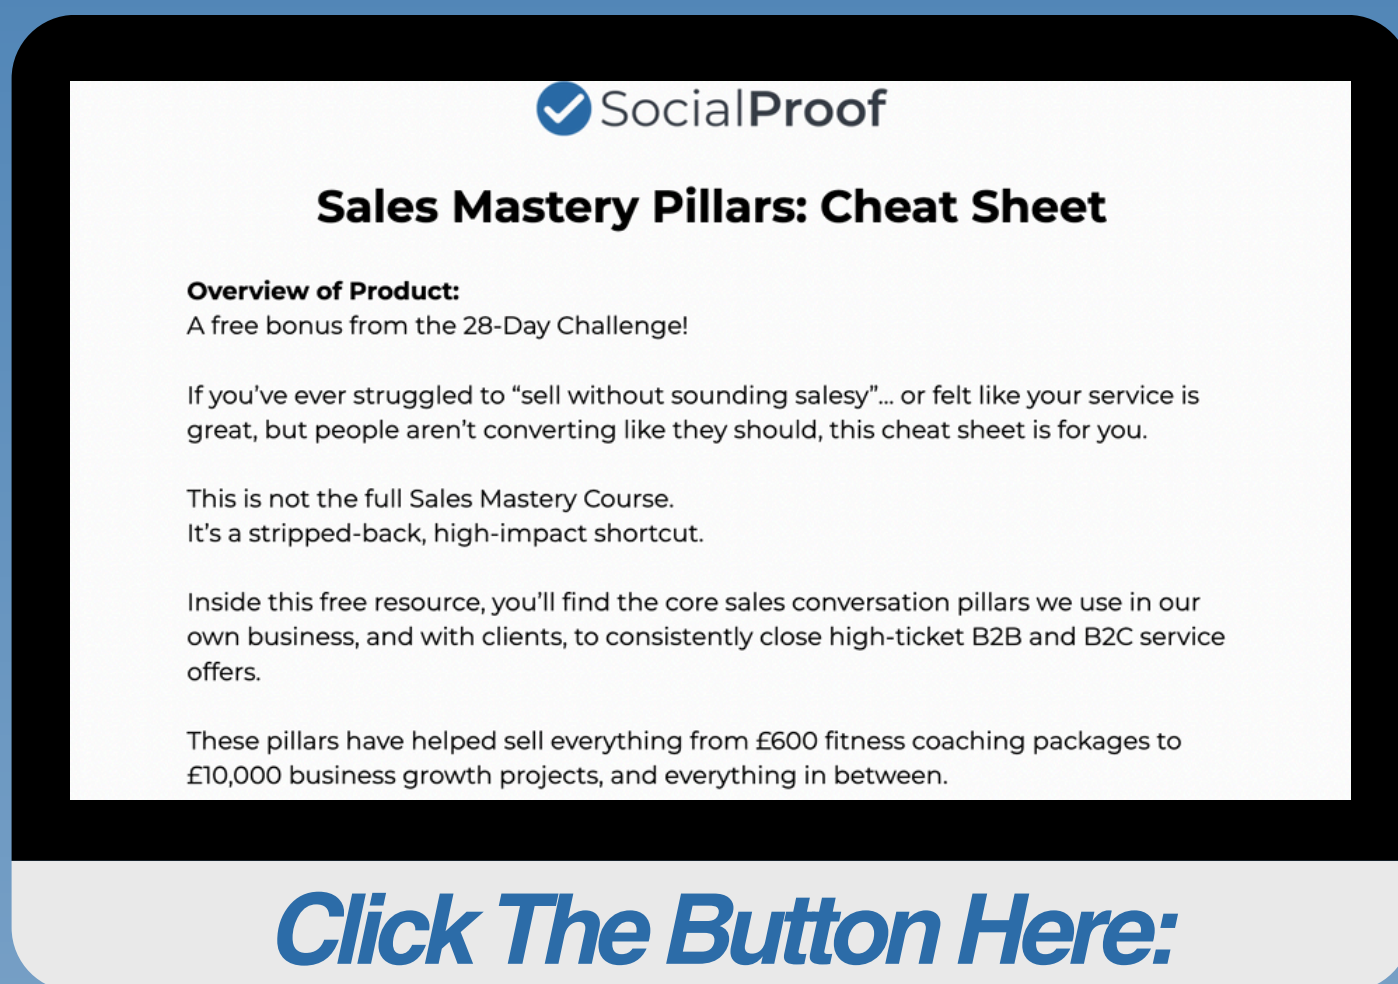 SocialProof
Sales Mastery Pillars: Cheat Sheet
Overview of Product:
A free bonus from the 28-Day Challenge!
If you’ve ever struggled to “sell without sounding salesy”... or felt like your service is
great, but people aren’t converting like they should, this cheat sheet is for you.
This is not the full Sales Mastery Course.
It’s a stripped-back, high-impact shortcut.
Inside this free resource, you’ll find the core sales conversation pillars we use in our
own business, and with clients, to consistently close high-ticket B2B and B2C service
offers.
These pillars have helped sell everything from £600 fitness coaching packages to
£10,000 business growth projects, and everything in between.
Click The Button Here: